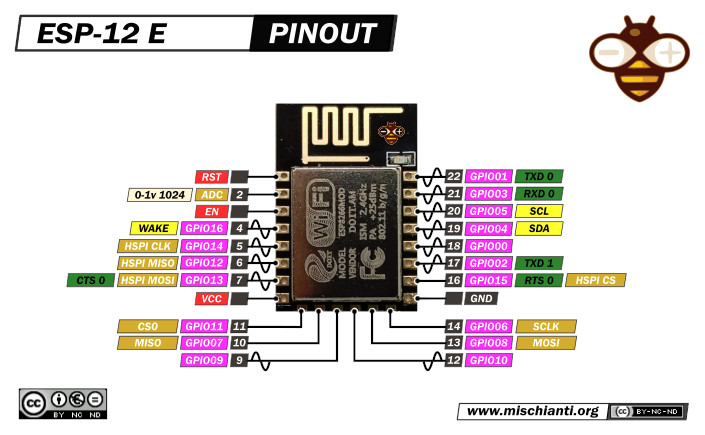 ESP-12 E PINOUT
RST
0-1v 1024 ADC 2
EN
WAKE GPIO16 4
HSPI CLK GPIO14 5
HSPI MISO GPIO12 6
CTS 0 HSPI MOSI GPIO13 7
VCC
CS0 GPIO11 11
MISO GPIO07 10
GPIO09 9
WiFi
MODEL ESP8266MOD
VENDOR DOIT.AM
ISM 2.4GHz
PA +25dBm
802.11 b/g/n
FC
DOIT
22 GPIO01 TXD 0
21 GPIO03 RXD 0
20 GPIO05 SCL
19 GPIO04 SDA
18 GPIO00
17 GPIO02 TXD 1
16 GPIO15 RTS 0 HSPI CS
GND
14 GPIO06 SCLK
13 GPIO08 MOSI
12 GPIO10
cc BY NC ND
www.mischianti.org cc BY-NC-ND